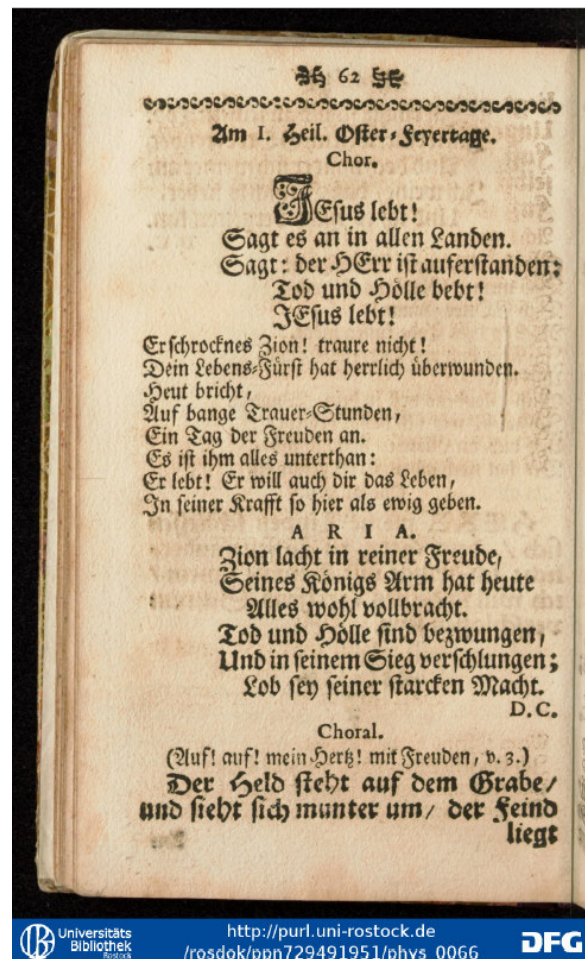 62
Am I. Heil. Oster-Feyertage.
Chor.
JEsus lebt!
Sagt es an in allen Landen.
Sagt: der HErr ist auferstanden:
Tod und Hölle bebt!
JEsus lebt!
Erschrocknes Zion! traure nicht!
Dein Lebens-Fürst hat herrlich überwunden.
Heut bricht,
Auf bange Trauer-Stunden,
Ein Tag der Freuden an.
Es ist ihm alles unterthan:
Er lebt! Er will auch dir das Leben,
In seiner Krafft so hier als ewig geben.
ARIA.
Zion lacht in reiner Freude,
Seines Königs Arm hat heute
Alles wohl vollbracht.
Tod und Hölle sind bezwungen,
Und in seinem Sieg verschlungen;
Lob sey seiner starcken Macht.
D.C.
Choral.
(Auf! auf! mein Hertz! mit Freuden, v. 3.)
Der Held steht auf dem Grabe/
und sieht sich munter um/ der Feind
liegt
Universitäts
Bibliothek
Rostock
http://purl.uni-rostock.de
/rosdok/ppn729491951/phys_0066
DFG